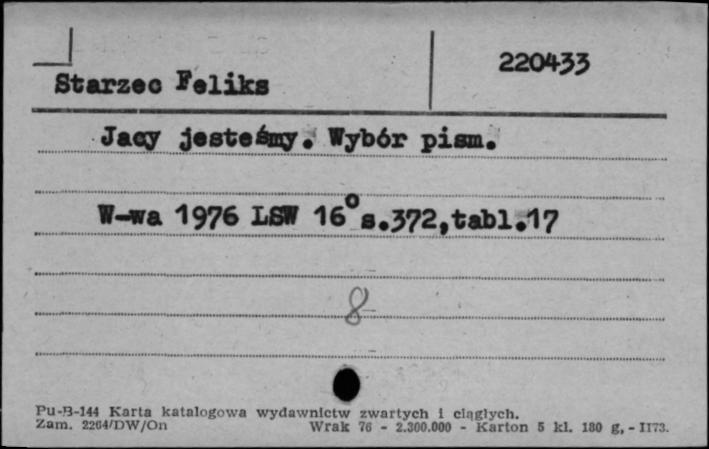 220433
Starzec Feliks
Jacy jesteśmy. Wybór pism.
W-wa 1976 LSW 16° s.372,tabl.17
8
Pu-B-144 Karta katalogowa wydawnictw zwartych i ciągłych.
Zam. 2264/DW/On Wrak 76 - 2.300.000 - Karton 5 kl. 180 g, - II73.